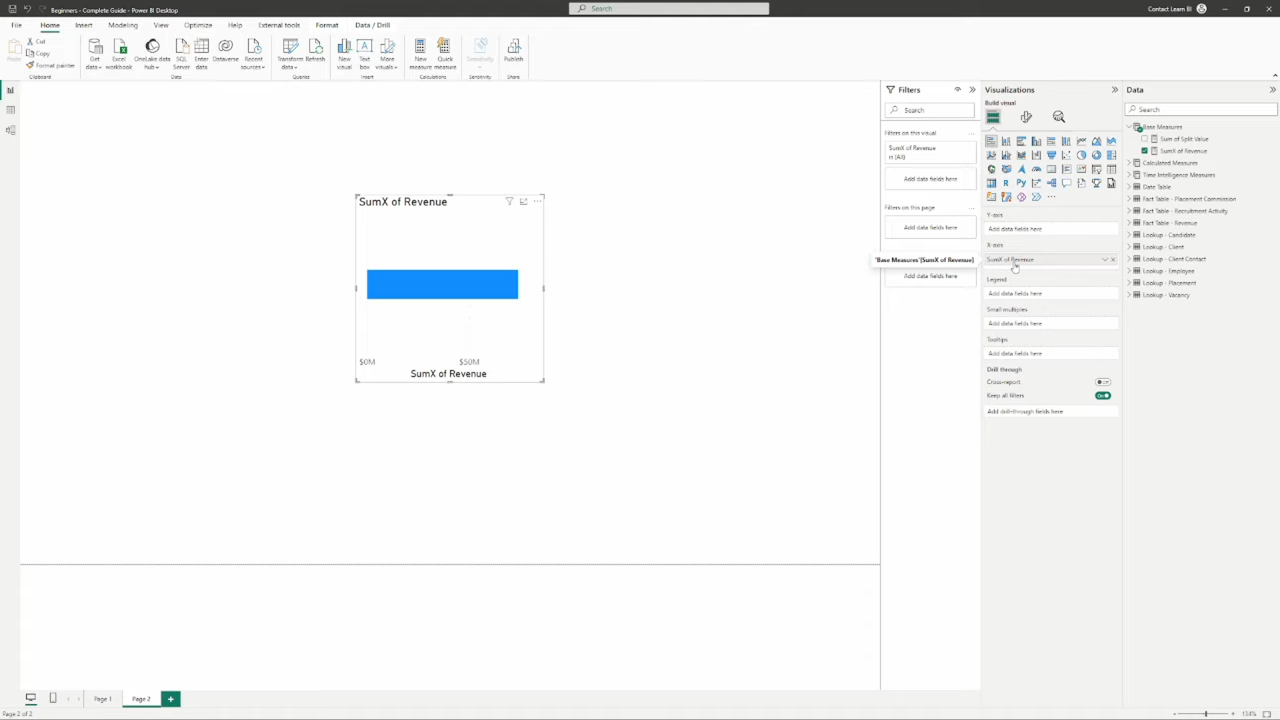 Beginners - Complete Guide - Power BI Desktop
Search
Contact Learn BI
File Home Insert Modeling View Optimize Help External tools Format Data / Drill
Paste
Cut
Copy
Format painter
Get data
Excel workbook
OneLake data hub
SQL Server
Enter data
Dataverse
Recent sources
Transform data
Refresh
New visual
Text box
More visuals
New measure
Quick measure
Sensitivity
Publish
Clipboard
Data
Queries
Insert
Calculations
Sensitivity
Share
SumX of Revenue
$0M
$50M
SumX of Revenue
Filters
Search
Filters on this visual
SumX of Revenue
is (All)
Add data fields here
Filters on this page
Add data fields here
Add data fields here
'Base Measures'[SumX of Revenue]
Visualizations
Build visual
Y-axis
Add data fields here
X-axis
SumX of Revenue
Legend
Add data fields here
Small multiples
Add data fields here
Tooltips
Add data fields here
Drill through
Cross-report
Off
Keep all filters
On
Add drill-through fields here
Data
Search
Base Measures
Sum of Split Value
SumX of Revenue
Calculated Measures
Time Intelligence Measures
Date Table
Fact Table - Placement Commission
Fact Table - Recruitment Activity
Fact Table - Revenue
Lookup - Candidate
Lookup - Client
Lookup - Client Contact
Lookup - Employee
Lookup - Placement
Lookup - Vacancy
Page 1
Page 2
Page 2 of 2
134%